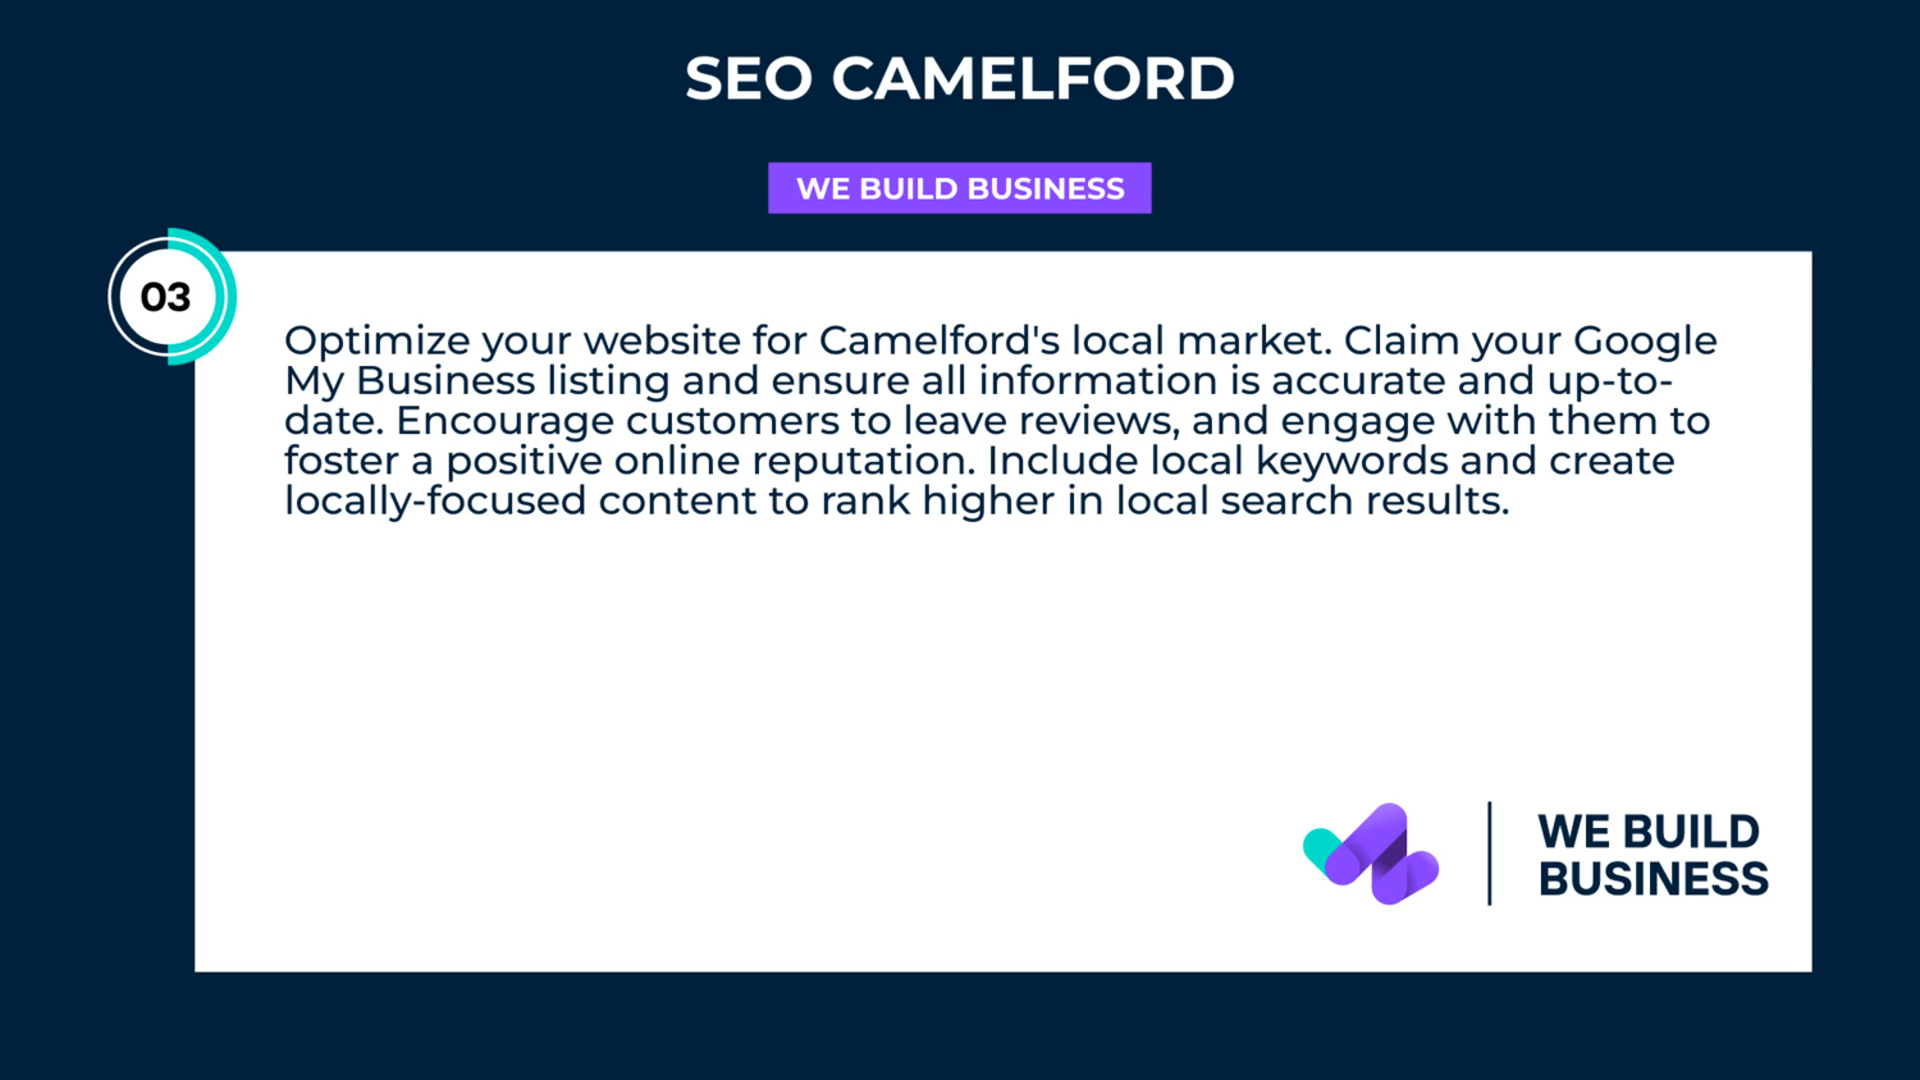 SEO CAMELFORD
WE BUILD BUSINESS
03
Optimize your website for Camelford's local market. Claim your Google
My Business listing and ensure all information is accurate and up-to-
date. Encourage customers to leave reviews, and engage with them to
foster a positive online reputation. Include local keywords and create
locally-focused content to rank higher in local search results.
WE BUILD
BUSINESS